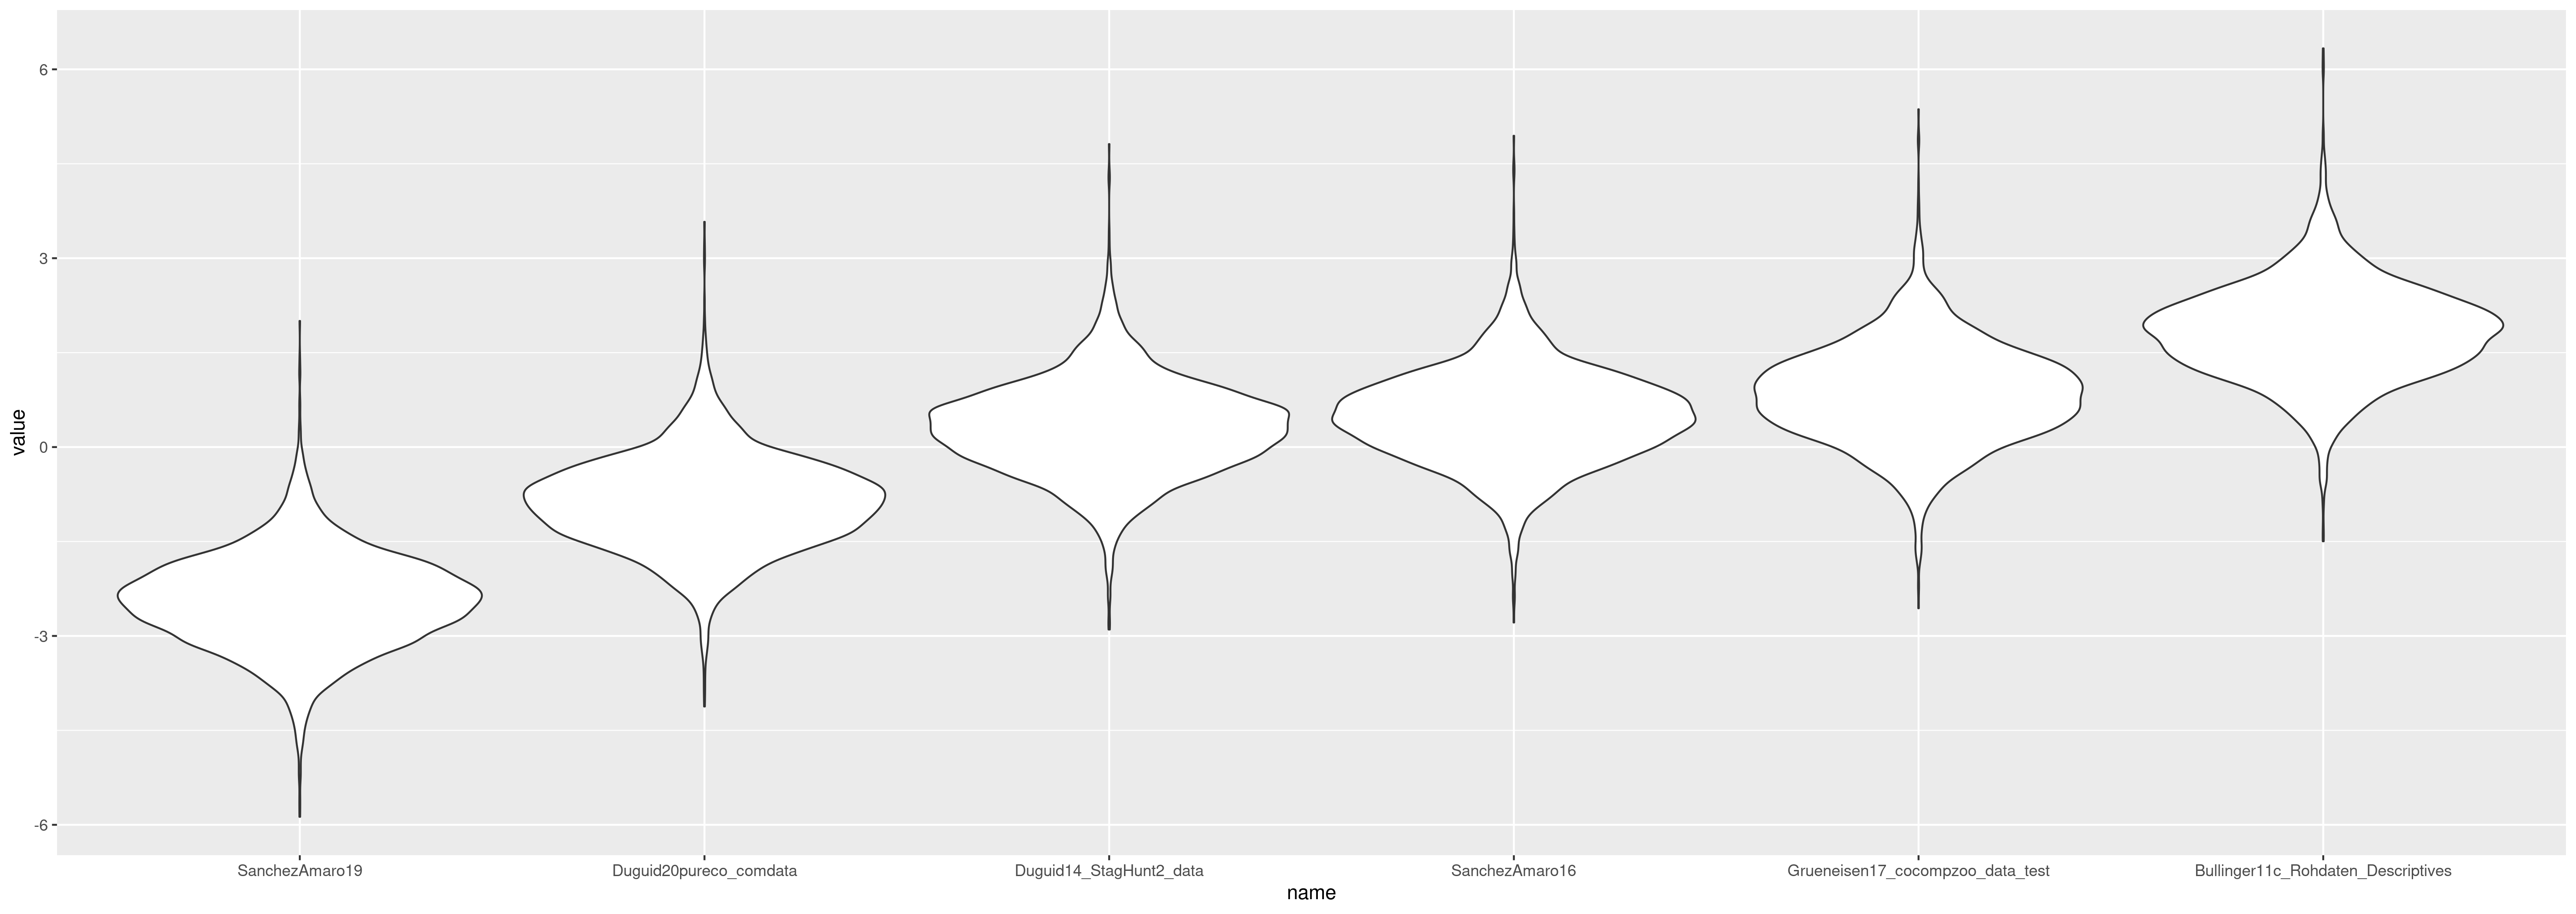 value
6
3
0
-3
-6
SanchezAmaro19
Duguid20pureco_comdata
Duguid14_StagHunt2_data
SanchezAmaro16
Grueneisen17_cocompzoo_data_test
Bullinger11c_Rohdaten_Descriptives
name